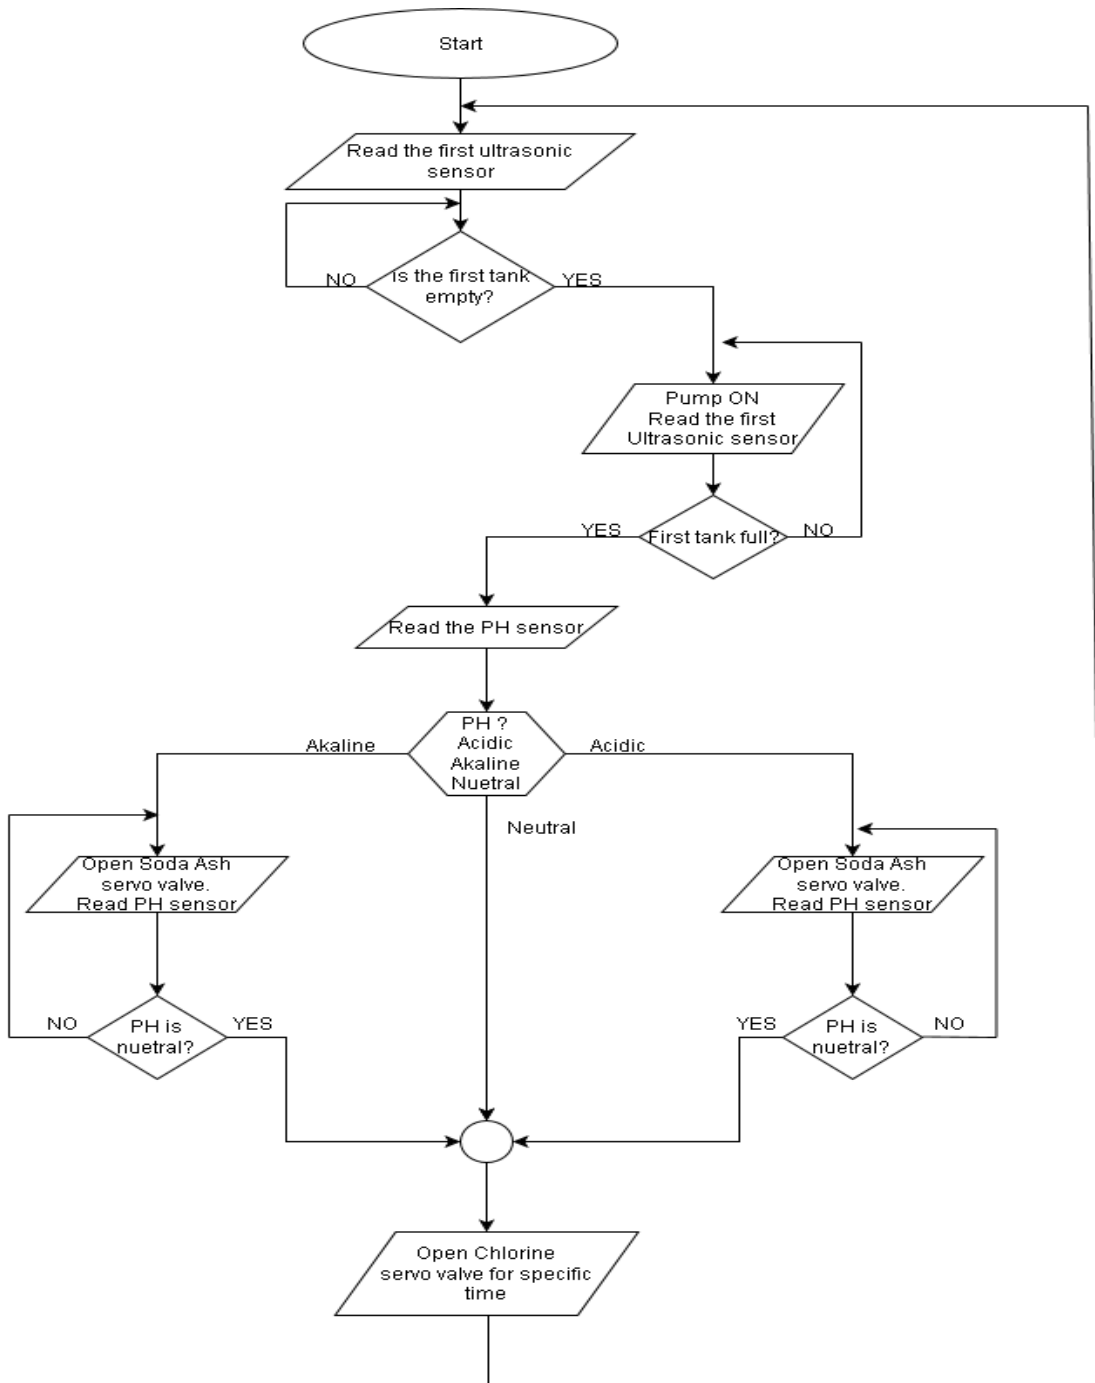 Start
Read the first ultrasonic
sensor
is the first tank
empty?
NO
YES
Pump ON
Read the first
Ultrasonic sensor
First tank full?
YES
NO
Read the PH sensor
PH ?
Acidic
Akaline
Nuetral
Akaline
Acidic
Neutral
Open Soda Ash
servo valve.
Read PH sensor
Open Soda Ash
servo valve.
Read PH sensor
PH is
nuetral?
NO
YES
PH is
nuetral?
YES
NO
Open Chlorine
servo valve for specific
time